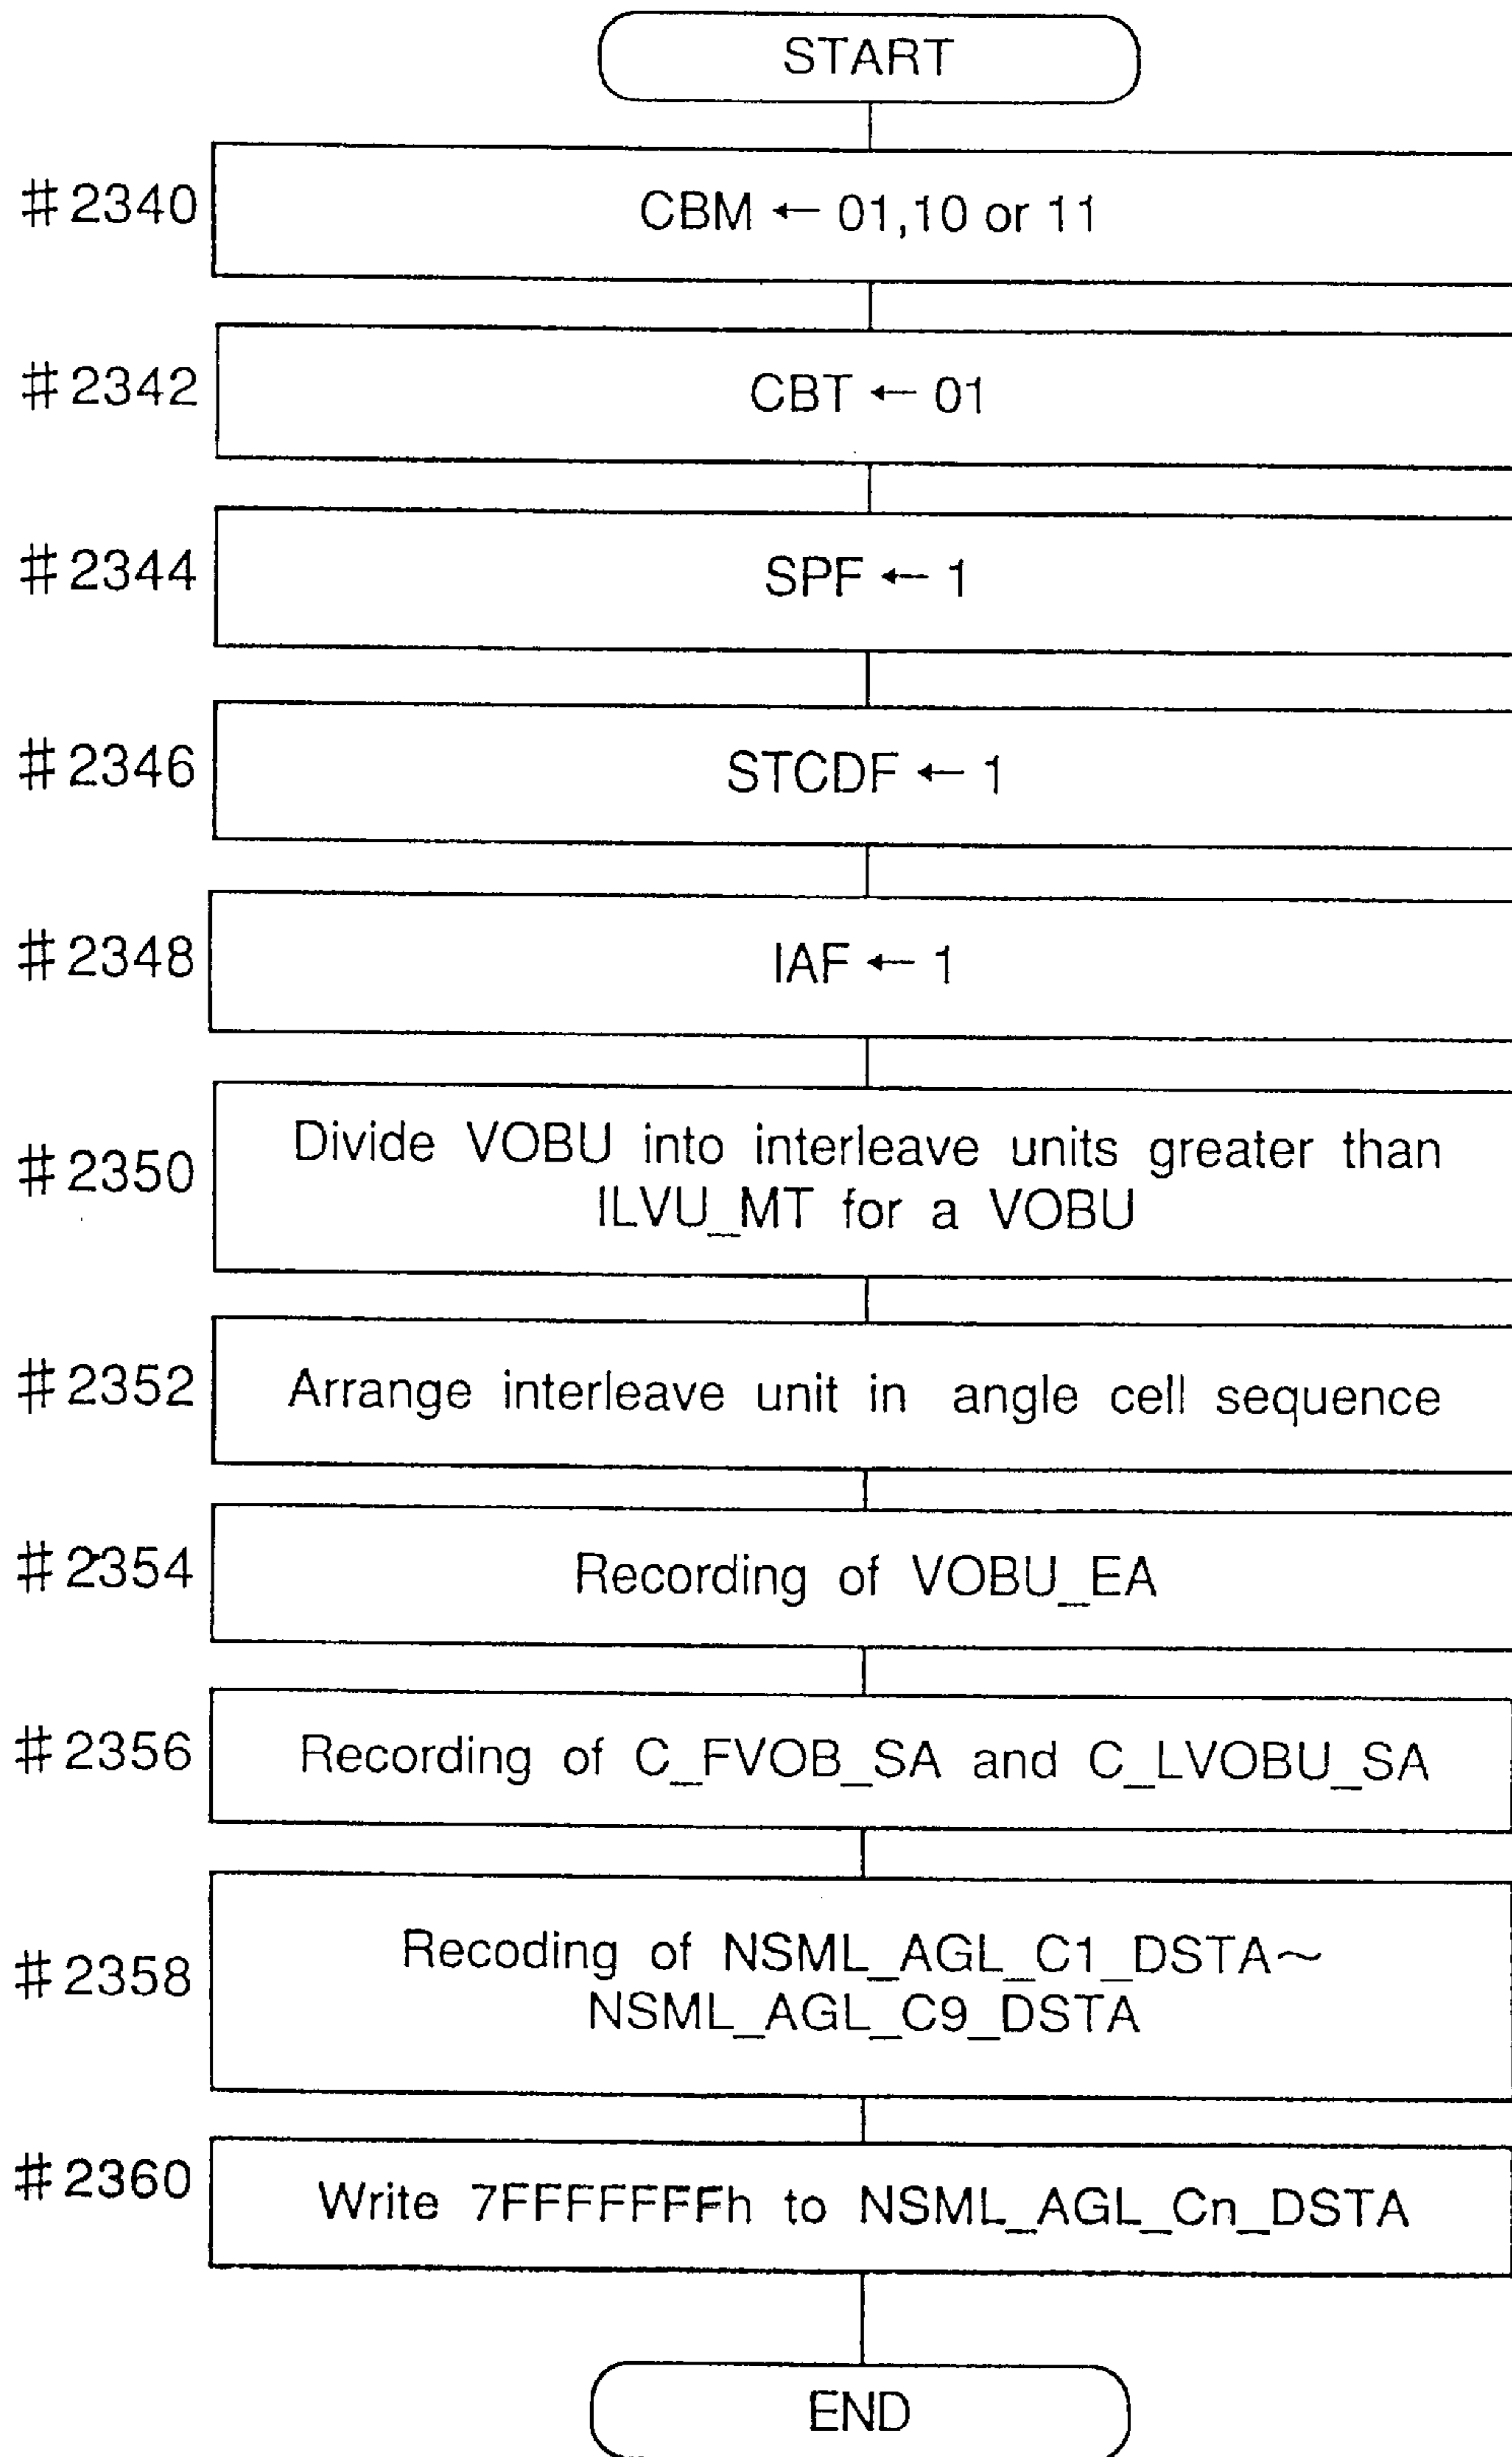 START
#2340 CBM ← 01,10 or 11
#2342 CBT ← 01
#2344 SPF ← 1
#2346 STCDF ← 1
#2348 IAF ← 1
#2350 Divide VOBU into interleave units greater than
ILVU_MT for a VOBU
#2352 Arrange interleave unit in angle cell sequence
#2354 Recording of VOBU_EA
#2356 Recording of C_FVOB_SA and C_LVOBU_SA
#2358 Recoding of NSML_AGL_C1_DSTA~
NSML_AGL_C9_DSTA
#2360 Write 7FFFFFFFh to NSML_AGL_Cn_DSTA
END